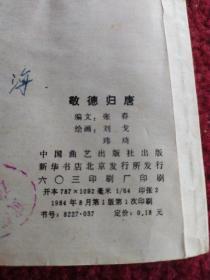 海
敬德归唐
编文：张春
绘画：刘戈
玮琦
中国曲艺出版社出版
新华书店北京发行所发行
六〇三印刷厂印刷
开本787×1092毫米 1/64 印张2
1984年8月第1版第1次印刷
书号：8227·037 定价：0.18元